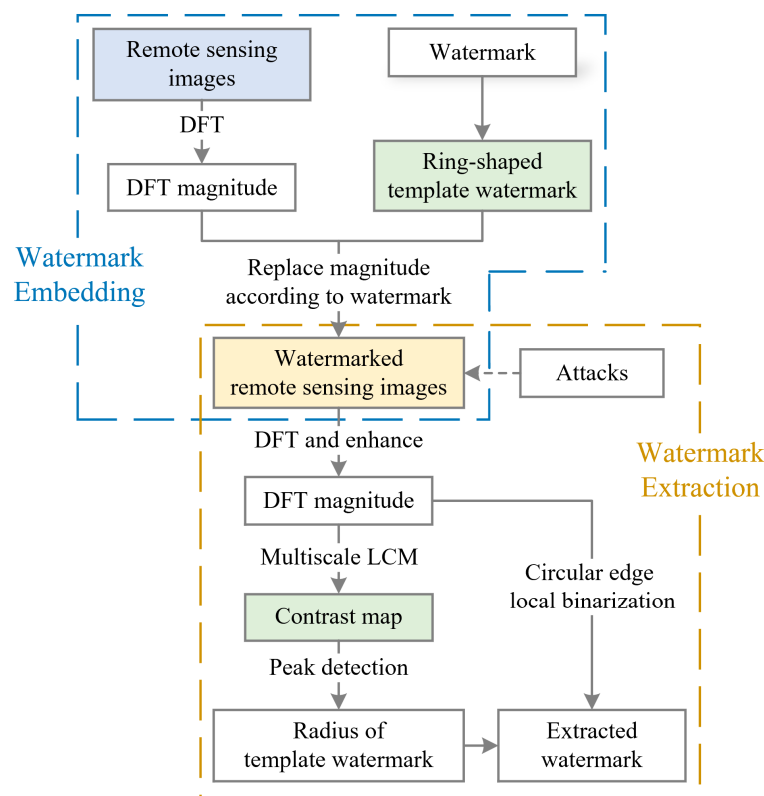 Remote sensing
images
Watermark
DFT
DFT magnitude
Ring-shaped
template watermark
Watermark
Embedding
Replace magnitude
according to watermark
Watermarked
remote sensing images
Attacks
DFT and enhance
Watermark
Extraction
DFT magnitude
Multiscale LCM
Circular edge
local binarization
Contrast map
Peak detection
Radius of
template watermark
Extracted
watermark